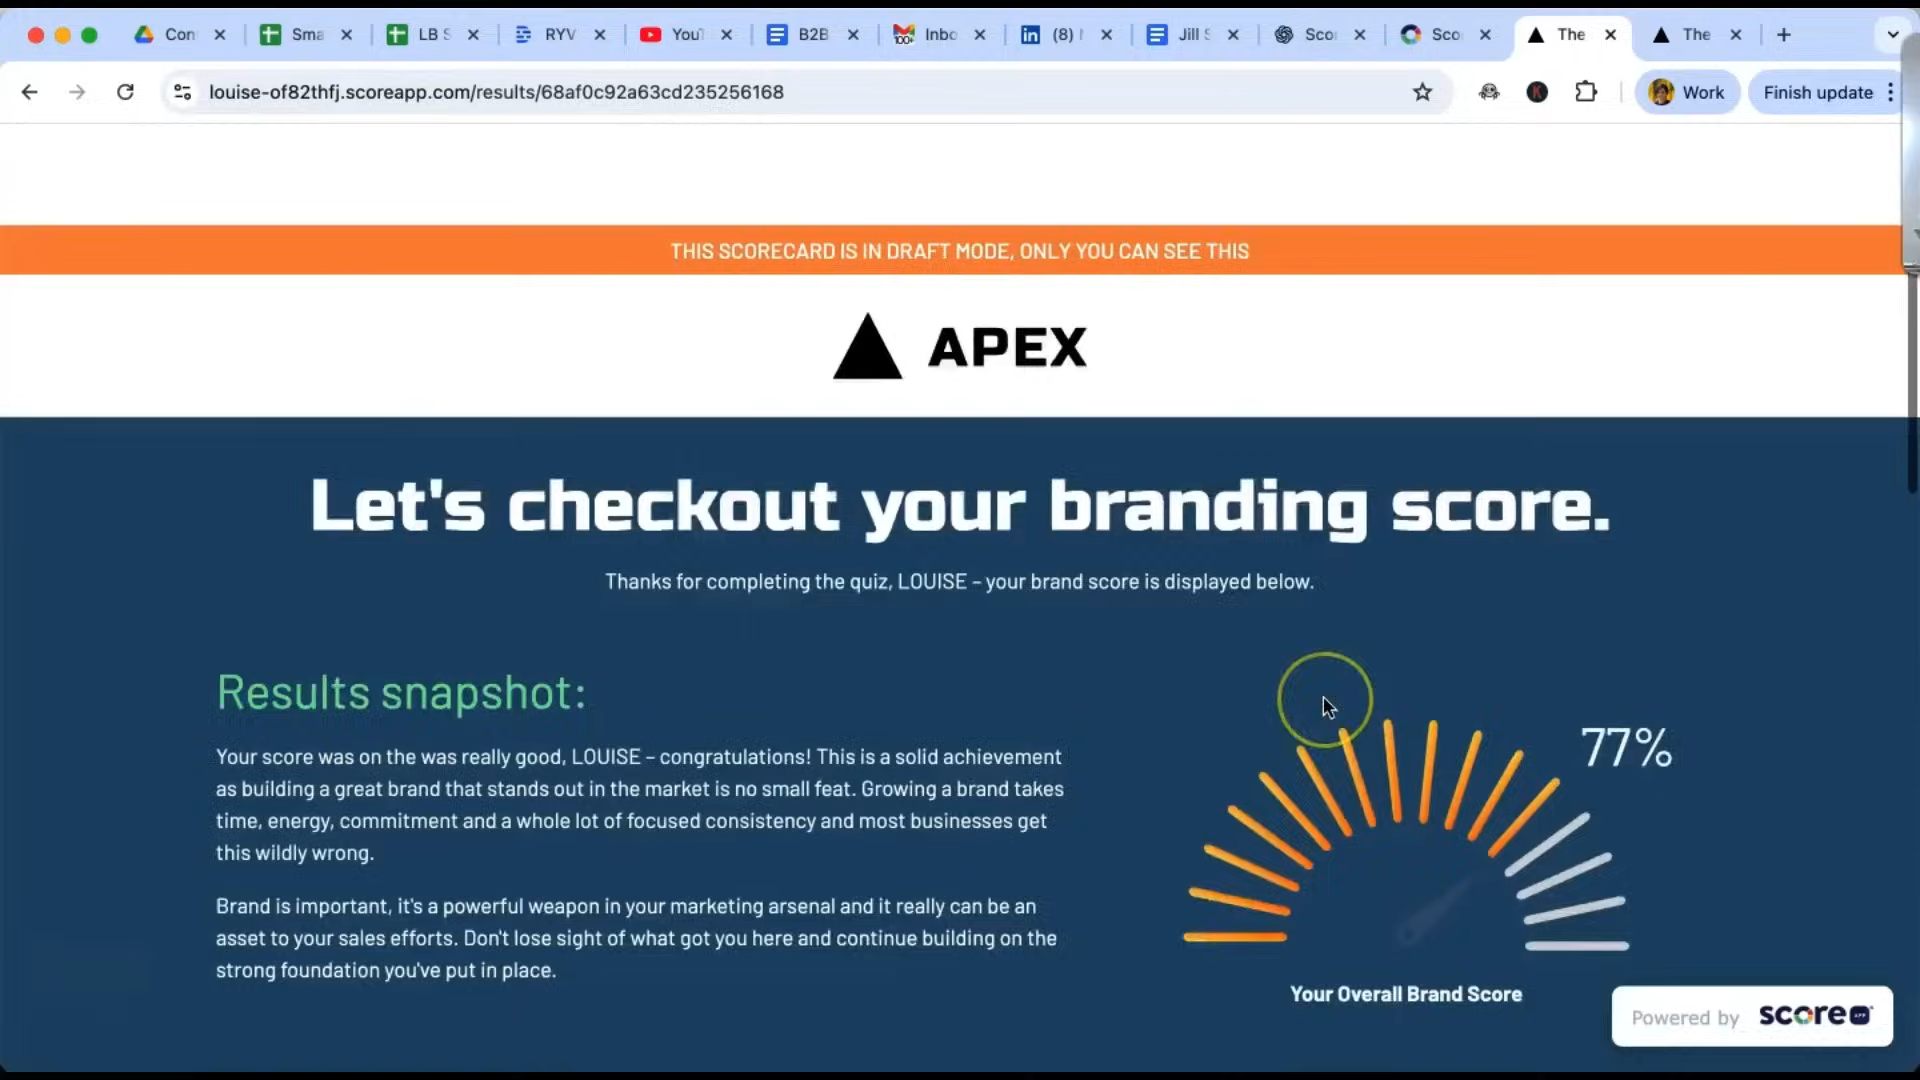 Con
Sma
LB S
RYV
YouT
B2B
Inbo
(8)
Jill S
Scor
Sco
The
The
louise-of82thfj.scoreapp.com/results/68af0c92a63cd235256168
Work
Finish update
THIS SCORECARD IS IN DRAFT MODE, ONLY YOU CAN SEE THIS
APEX
Let's checkout your branding score.
Thanks for completing the quiz, LOUISE – your brand score is displayed below.
Results snapshot:
Your score was on the was really good, LOUISE – congratulations! This is a solid achievement
as building a great brand that stands out in the market is no small feat. Growing a brand takes
time, energy, commitment and a whole lot of focused consistency and most businesses get
this wildly wrong.
Brand is important, it's a powerful weapon in your marketing arsenal and it really can be an
asset to your sales efforts. Don't lose sight of what got you here and continue building on the
strong foundation you've put in place.
77%
Your Overall Brand Score
Powered by score